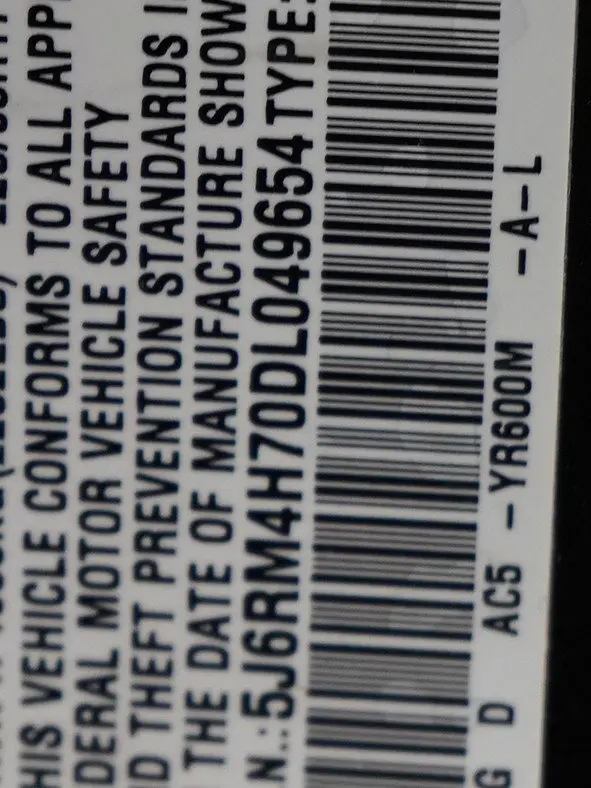 HIS VEHICLE CONFORMS TO ALL APP
DERAL MOTOR VEHICLE SAFETY
D THEFT PREVENTION STANDARDS I
THE DATE OF MANUFACTURE SHOW
N.:5J6RM4H70DL049654 TYPE:
G D AC5 -YR600M -A-L